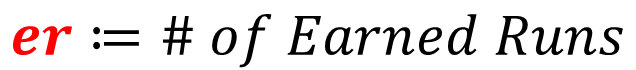 er := # of Earned Runs